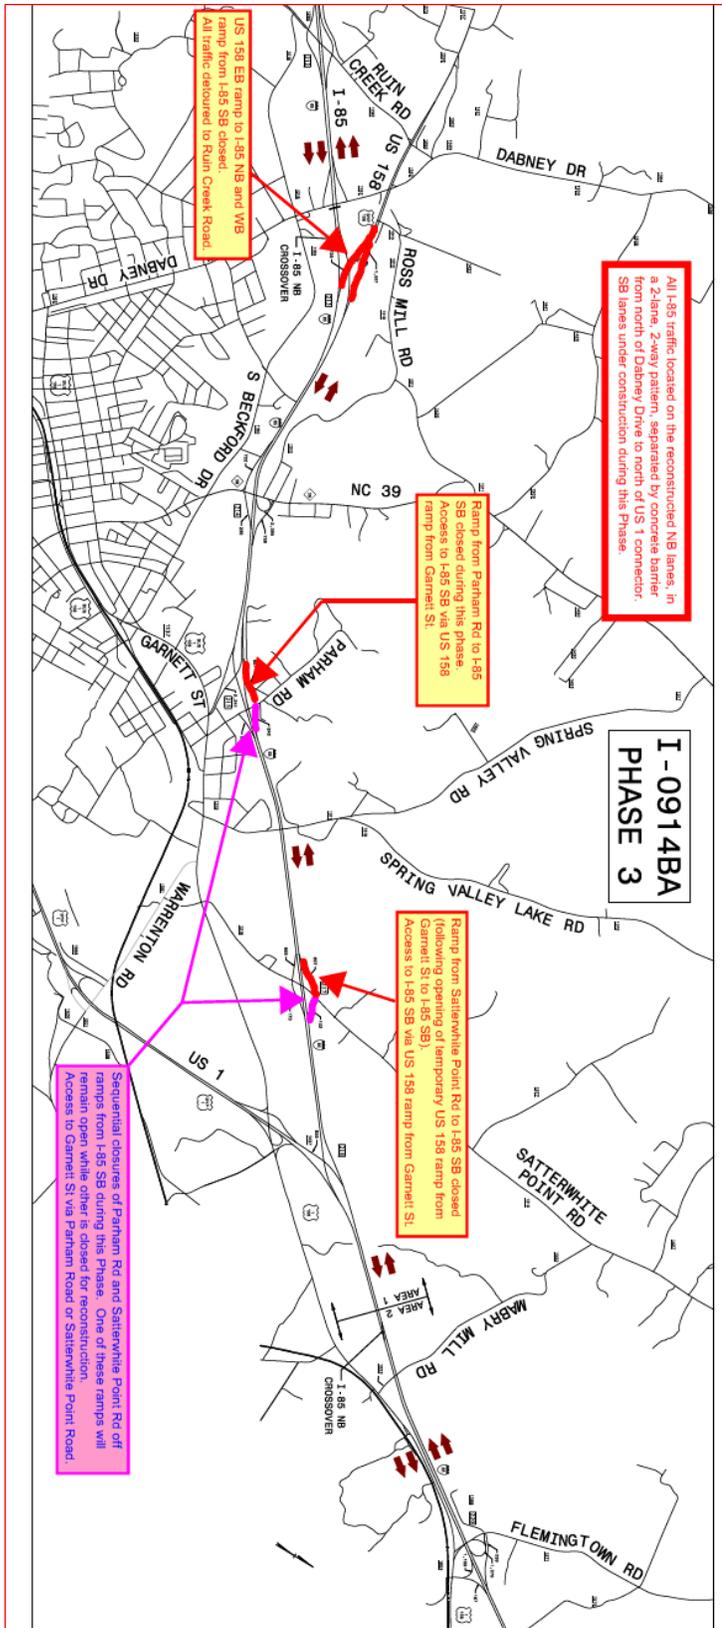 I-0914BA
PHASE 3
All I-85 traffic located on the reconstructed NB lanes, in
a 2-lane, 2-way pattern, separated by concrete barrier
from north of Dabney Drive to north of US 1 connector.
SB lanes under construction during this Phase.
US 158 EB ramp to I-85 NB and WB
ramp from I-85 SB closed.
All traffic detoured to Ruin Creek Road.
Ramp from Parham Rd to I-85
SB closed during this phase.
Access to I-85 SB via US 158
ramp from Garnett St.
Ramp from Satterwhite Point Rd to I-85 SB closed
(following opening of temporary US 158 ramp from
Garnett St to I-85 SB).
Access to I-85 SB via US 158 ramp from Garnett St.
Sequential closures of Parham Rd and Satterwhite Point Rd off
ramps from I-85 SB during this Phase. One of these ramps will
remain open while other is closed for reconstruction.
Access to Garnett St via Parham Road or Satterwhite Point Road.
RUIN
CREEK RD
I-85
US 158
DABNEY DR
ROSS MILL RD
I-85 NB
CROSSOVER
DABNEY DR
S BECKFORD DR
NC 39
PARHAM RD
GARNETT ST
SPRING VALLEY RD
SPRING VALLEY LAKE RD
WARRENTON RD
US 1
SATTERWHITE
POINT RD
AREA 1
AREA 2
MABRY MILL RD
I-85 NB
CROSSOVER
FLEMINGTOWN RD